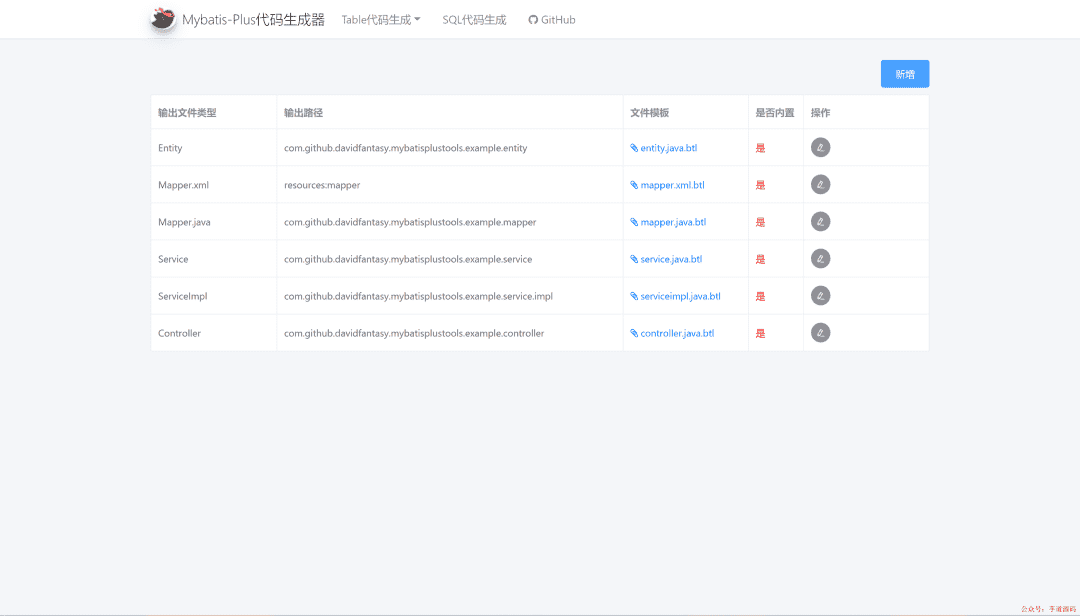 Mybatis-Plus代码生成器 Table代码生成 SQL代码生成 GitHub
新增
输出文件类型 输出路径 文件模板 是否内置 操作
Entity com.github.davidfantasy.mybatisplustools.example.entity entity.java.btl 是
Mapper.xml resources:mapper mapper.xml.btl 是
Mapper.java com.github.davidfantasy.mybatisplustools.example.mapper mapper.java.btl 是
Service com.github.davidfantasy.mybatisplustools.example.service service.java.btl 是
ServiceImpl com.github.davidfantasy.mybatisplustools.example.service.impl serviceimpl.java.btl 是
Controller com.github.davidfantasy.mybatisplustools.example.controller controller.java.btl 是
公众号：芋道源码